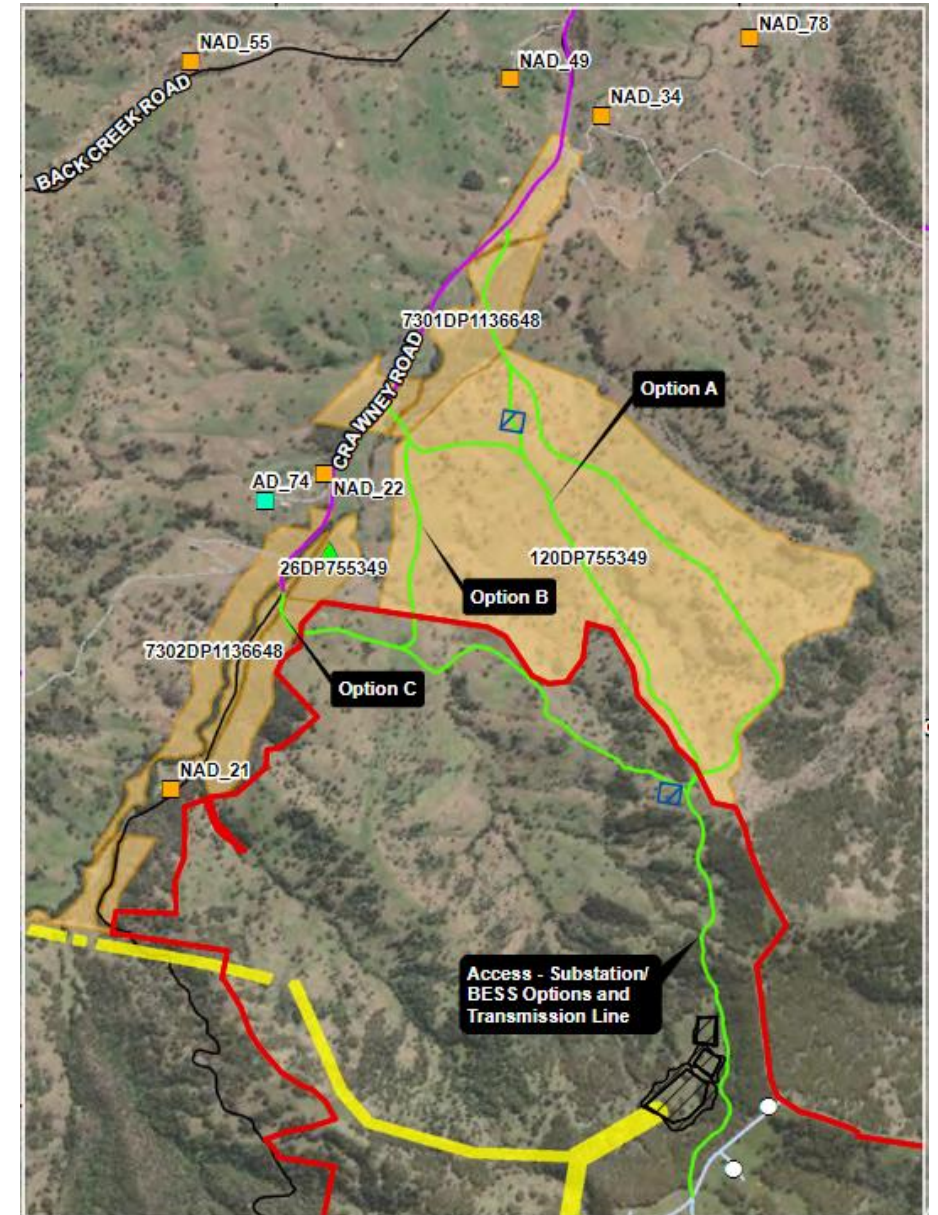 NAD_55
NAD_78
NAD_49
NAD_34
BACK CREEK ROAD
7301DP1136648
CRAWNEY ROAD
Option A
AD_74
NAD_22
26DP755349
120DP755349
Option B
7302DP1136648
Option C
NAD_21
Access - Substation/
BESS Options and
Transmission Line